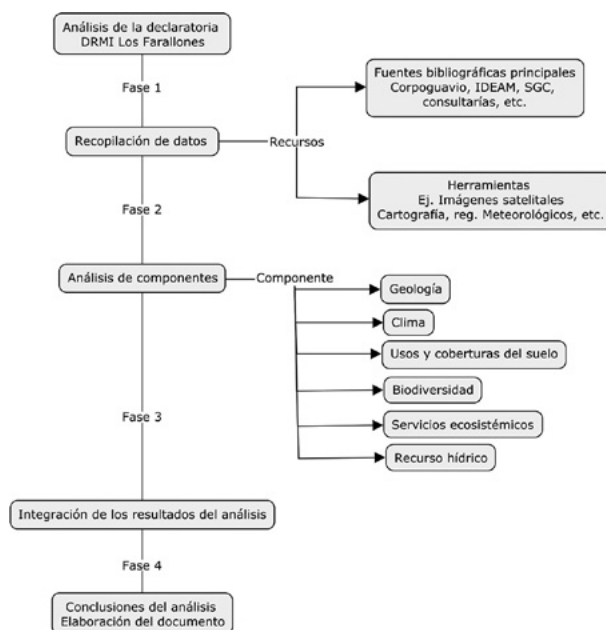 Análisis de la declaratoria
DRMI Los Farallones
Fase 1
Recopilación de datos
Recursos
Fuentes bibliográficas principales
Corpoguavio, IDEAM, SGC,
consultarías, etc.
Herramientas
Ej. Imágenes satelitales
Cartografía, reg. Meteorológicos, etc.
Fase 2
Análisis de componentes
Componente
Geología
Clima
Usos y coberturas del suelo
Biodiversidad
Servicios ecosistémicos
Recurso hídrico
Fase 3
Integración de los resultados del análisis
Fase 4
Conclusiones del análisis
Elaboración del documento